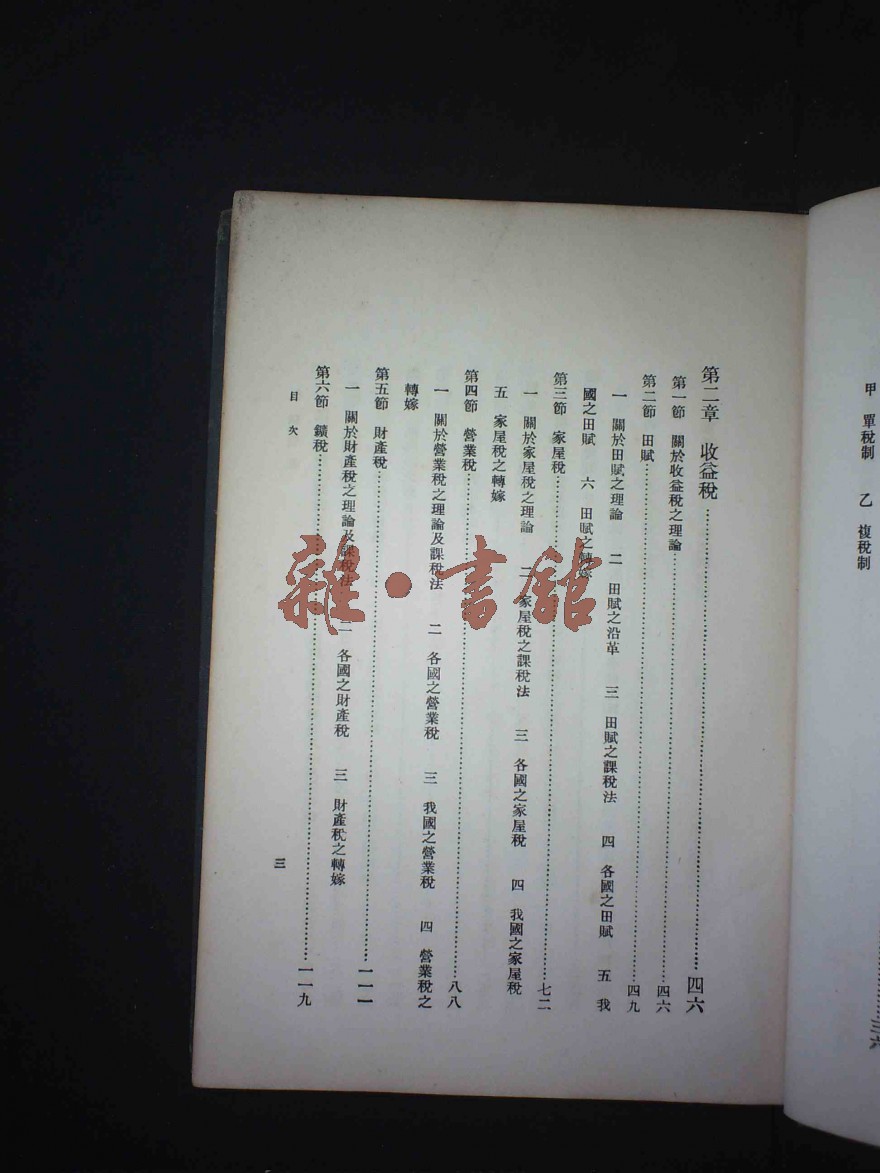 甲　單稅制　乙　複稅制
三六
第二章　收益稅……四六
第一節　關於收益稅之理論……四六
第二節　田賦……四九
一　關於田賦之理論　二　田賦之沿革　三　田賦之課稅法　四　各國之田賦　五　我
國之田賦　六　田賦之轉嫁
第三節　家屋稅……七二
一　關於家屋稅之理論　二　家屋稅之課稅法　三　各國之家屋稅　四　我國之家屋稅
五　家屋稅之轉嫁
第四節　營業稅……八八
一　關於營業稅之理論及課稅法　二　各國之營業稅　三　我國之營業稅　四　營業稅之
轉嫁
第五節　財產稅……一一一
一　關於財產稅之理論及課稅法　二　各國之財產稅　三　財產稅之轉嫁
第六節　鑛稅……一一九
目次
三
雜・書館